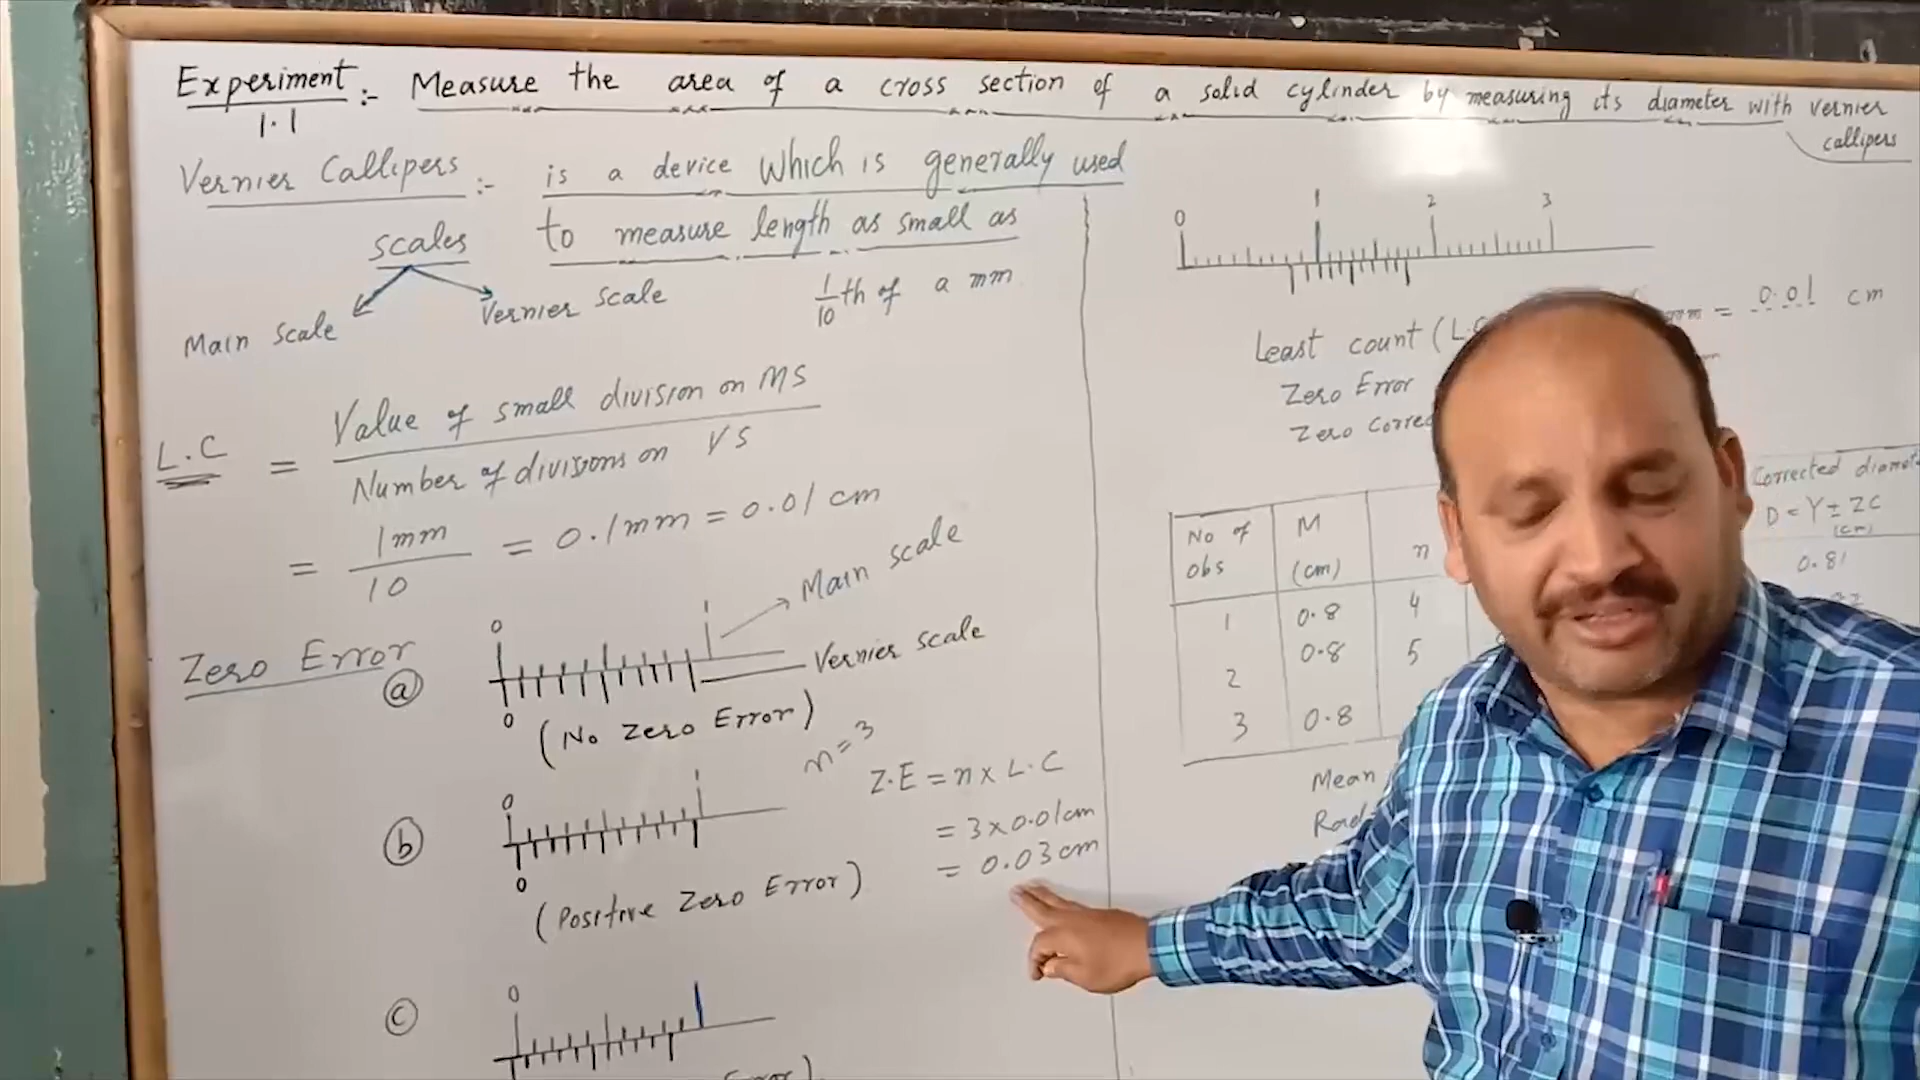 Experiment 1.1 :- Measure the area of a cross section of a solid cylinder by measuring its diameter with vernier callipers
Vernier Callipers :- is a device which is generally used
to measure length as small as
1/10 th of a mm
scales
Main scale
Vernier scale
L.C = Value of small division on MS / Number of divisions on VS
= 1mm / 10 = 0.1mm = 0.01 cm
Zero Error
(a)
0 1
Main scale
Vernier scale
0
(No Zero Error)
(b)
0 1
0
(Positive Zero Error)
n=3
Z.E = n x L.C
= 3 x 0.01cm
= 0.03cm
(c)
0
0 1 2 3
Least count (L.C
= 0.01 cm
Zero Error
Zero Correc
No of obs M (cm) n Corrected diamet D = Y ± ZC (cm)
1 0.8 4 0.81
2 0.8 5
3 0.8
Mean
Rad